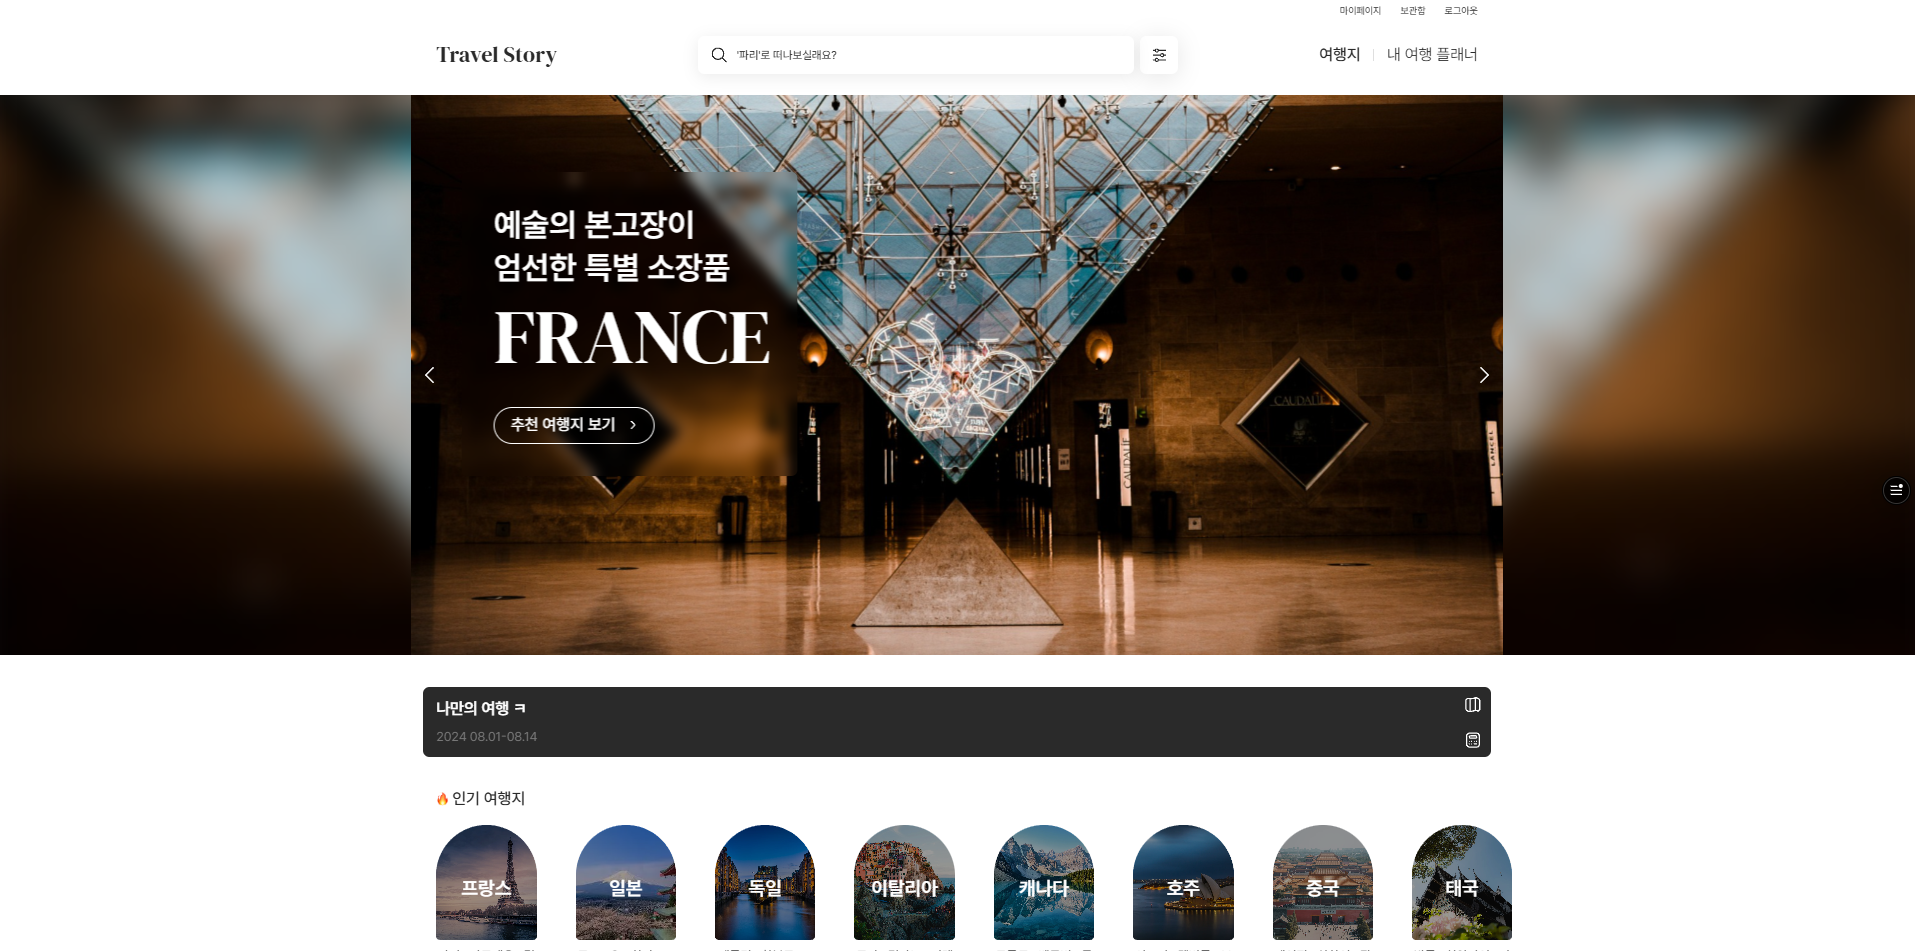 마이페이지 보관함 로그아웃
Travel Story
'파리'로 떠나보실래요?
여행지 내 여행 플래너
예술의 본고장이
엄선한 특별 소장품
FRANCE
추천 여행지 보기
CAUDALIE
CAUDALIE
LANCEL
나만의 여행 ㅋ
2024 08.01-08.14
인기 여행지
프랑스 일본 독일 이탈리아 캐나다 호주 중국 태국